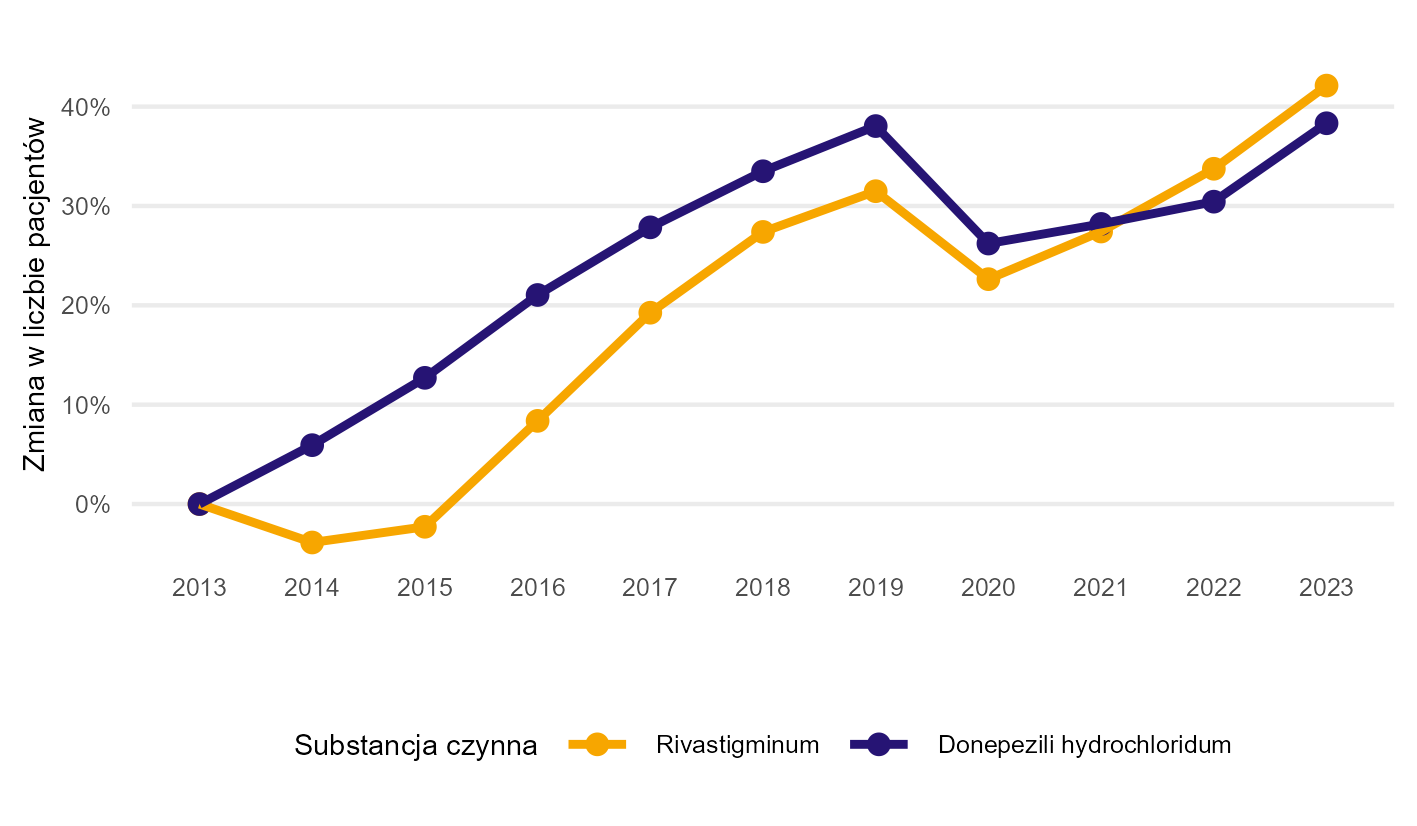 Zmiana w liczbie pacjentów
40%
30%
20%
10%
0%
2013 2014 2015 2016 2017 2018 2019 2020 2021 2022 2023
Substancja czynna Rivastigminum Donepezili hydrochloridum